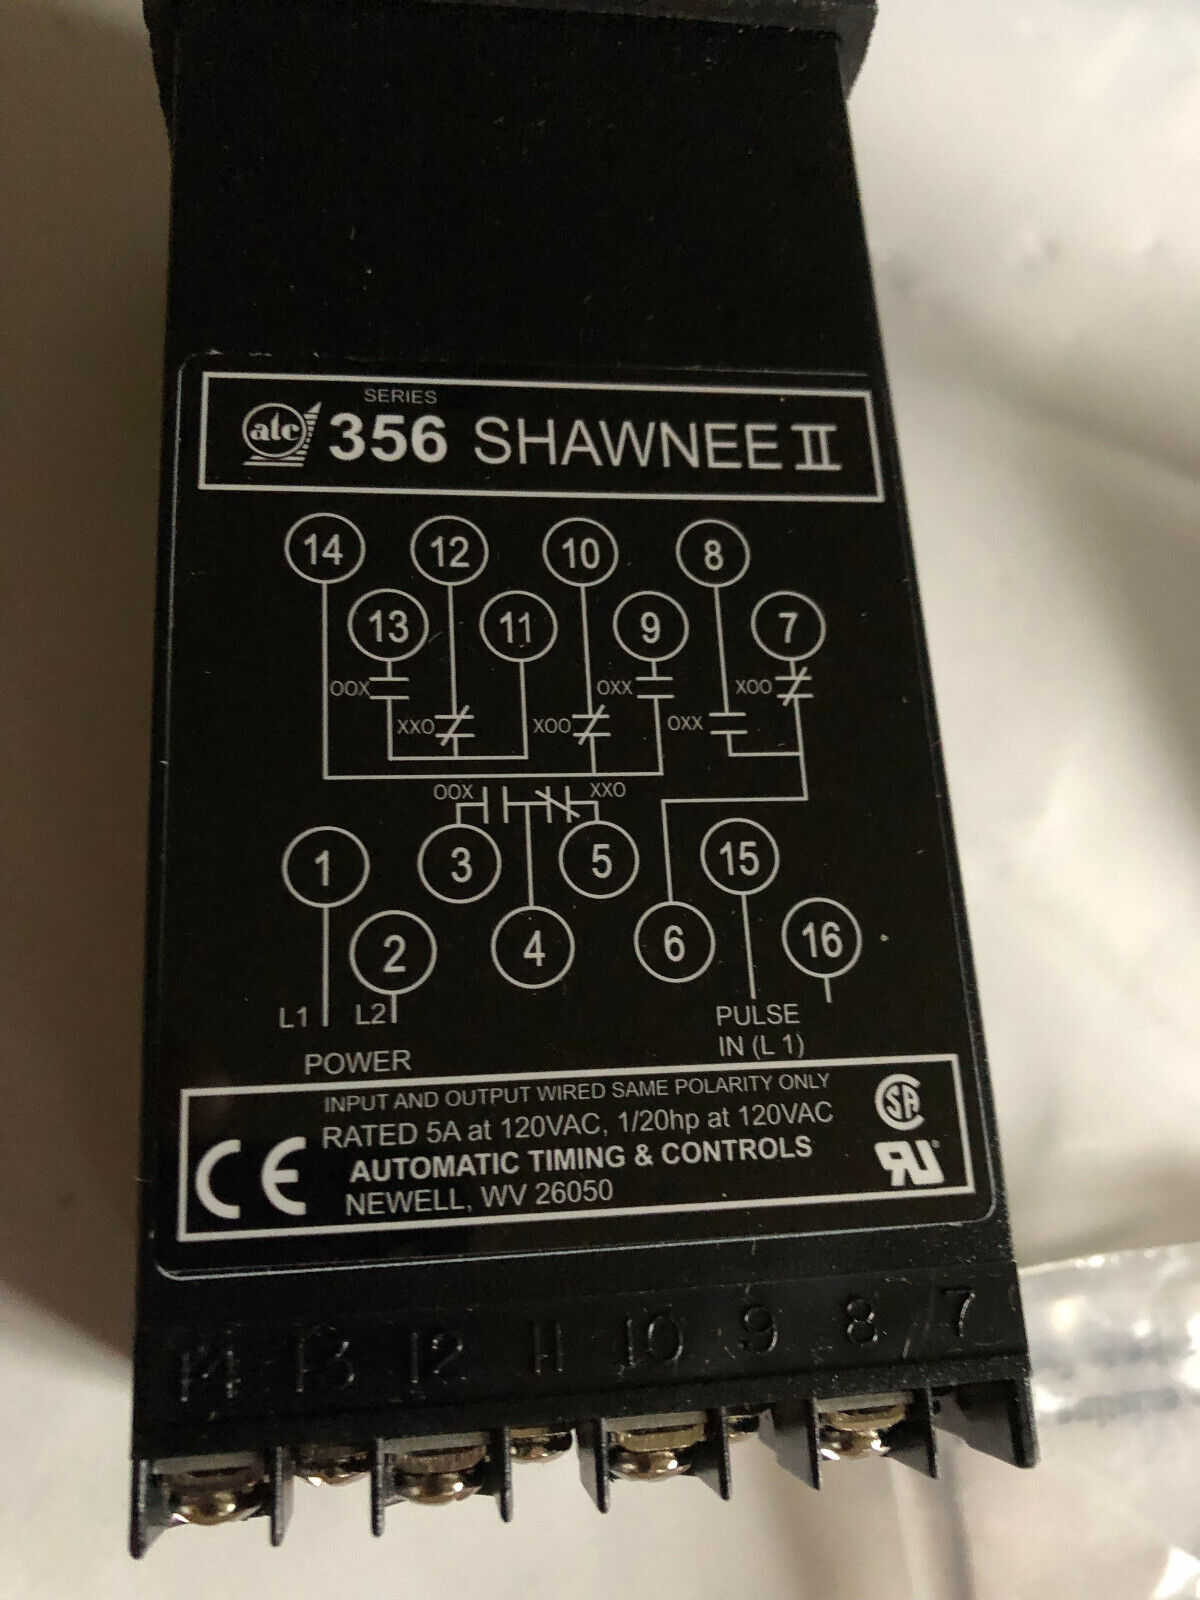 SERIES
atc 356 SHAWNEE II
14 12 10 8
13 11 9 7
OOX OXX XOO
XXO XOO OXX
OOX XXO
1 3 5 15
2 4 6 16
L1 L2 PULSE
IN (L 1)
POWER
INPUT AND OUTPUT WIRED SAME POLARITY ONLY
RATED 5A at 120VAC, 1/20hp at 120VAC
AUTOMATIC TIMING & CONTROLS
NEWELL, WV 26050
CE
SA
RU
14 13 12 11 10 9 8 7